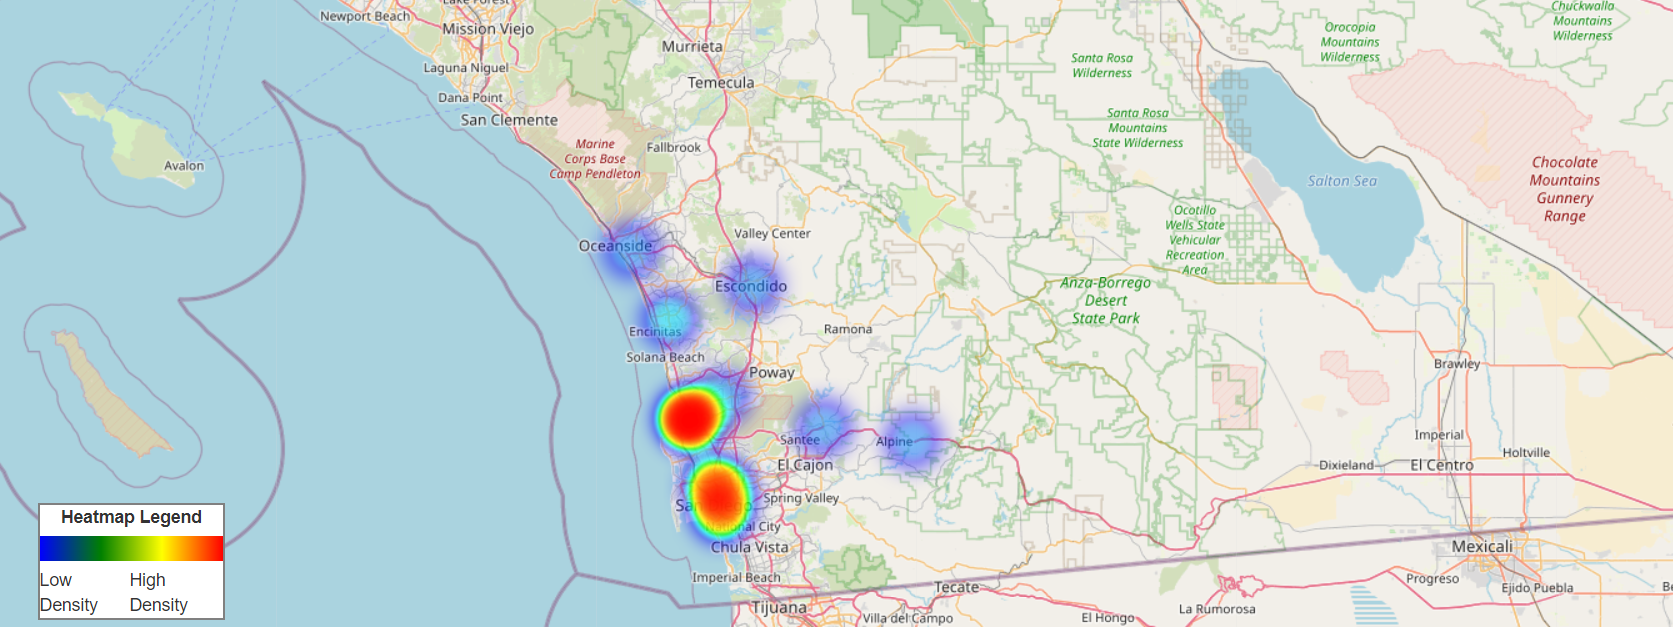 Lake Forest
Newport Beach
Mission Viejo
Chuckwalla
Mountains
Wilderness
Orocopia
Mountains
Wilderness
Murrieta
Laguna Niguel
Temecula
Santa Rosa
Wilderness
Dana Point
San Clemente
Santa Rosa
Mountains
State Wilderness
Marine
Corps Base
Camp Pendleton
Fallbrook
Avalon
Chocolate
Mountains
Gunnery
Range
Salton Sea
Ocotillo
Wells State
Vehicular
Recreation
Area
Oceanside
Valley Center
Escondido
Anza-Borrego
Desert
State Park
Encinitas
Ramona
Solana Beach
Poway
Brawley
Santee
Alpine
Imperial
El Cajon
Dixieland
El Centro
Holtville
Spring Valley
Heatmap Legend
Low
Density
High
Density
Chula Vista
Mexicali
Imperial Beach
Tecate
Progreso
Ejido Puebla
Tijuana
Villa del Campo
El Hongo
La Rumorosa